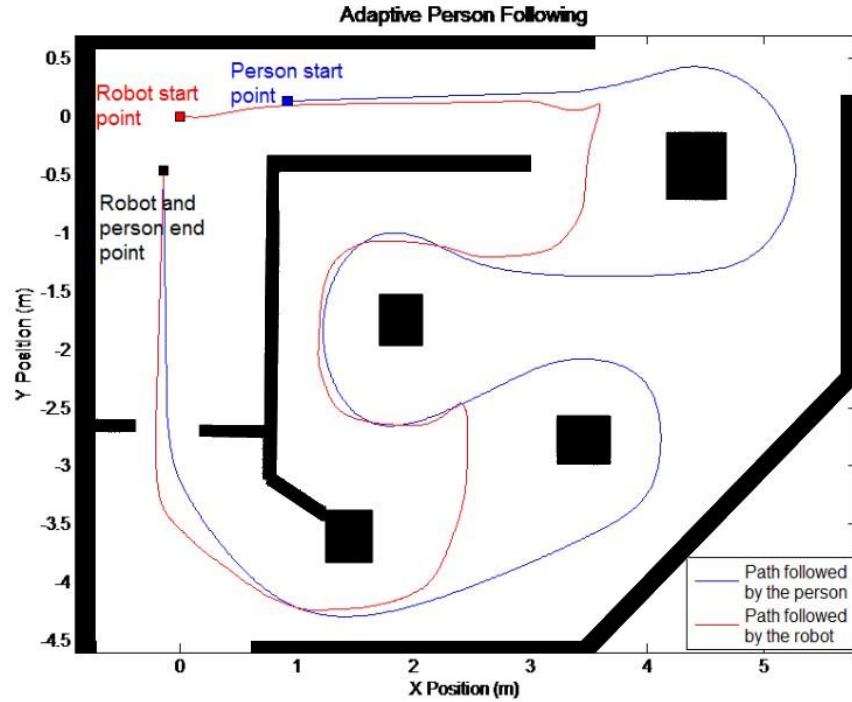 Adaptive Person Following
Robot start
point
Person start
point
Robot and
person end
point
Y Position (m)
0.5
0
-0.5
-1
-1.5
-2
-2.5
-3
-3.5
-4
-4.5
0
1
2
3
4
5
X Position (m)
Path followed
by the person
Path followed
by the robot